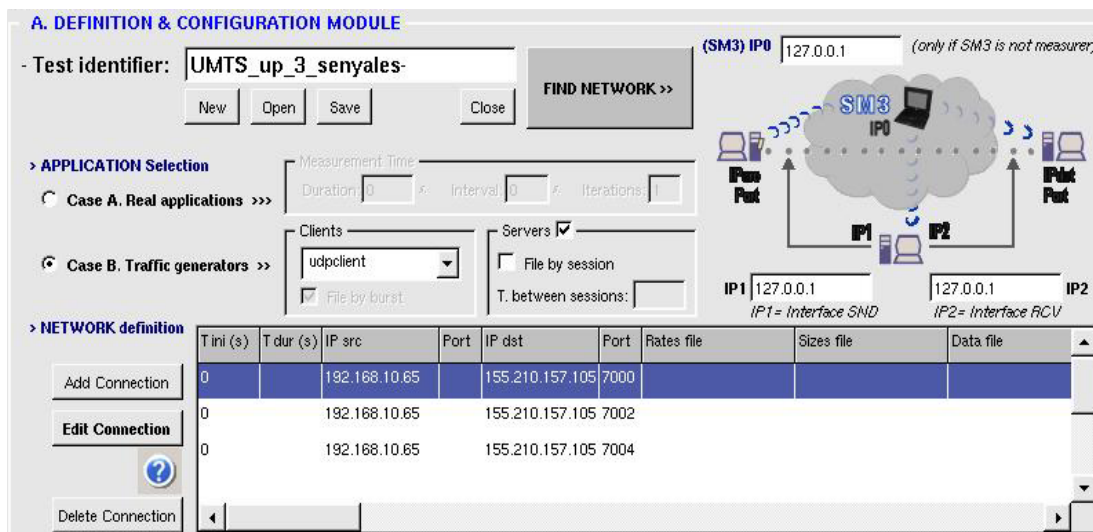 A. DEFINITION & CONFIGURATION MODULE
- Test identifier: UMTS_up_3_senyales-
New Open Save Close FIND NETWORK >>
(SM3) IP0 127.0.0.1 (only if SM3 is not measurer)
SM3
IP0
IPsrc
Port
IPdst
Port
IP1 IP2
IP1 127.0.0.1 127.0.0.1 IP2
IP1= Interface SND IP2= Interface RCV
> APPLICATION Selection
Case A. Real applications >>>
Measurement Time
Duration: 0 s. Interval: 0 s. Iterations: 1
Case B. Traffic generators >>
Clients
udpclient
File by burst
Servers
File by session
T. between sessions:
> NETWORK definition
Add Connection
Edit Connection
?
Delete Connection
T ini (s) T dur (s) IP src Port IP dst Port Rates file Sizes file Data file
0 192.168.10.65 155.210.157.105 7000
0 192.168.10.65 155.210.157.105 7002
0 192.168.10.65 155.210.157.105 7004